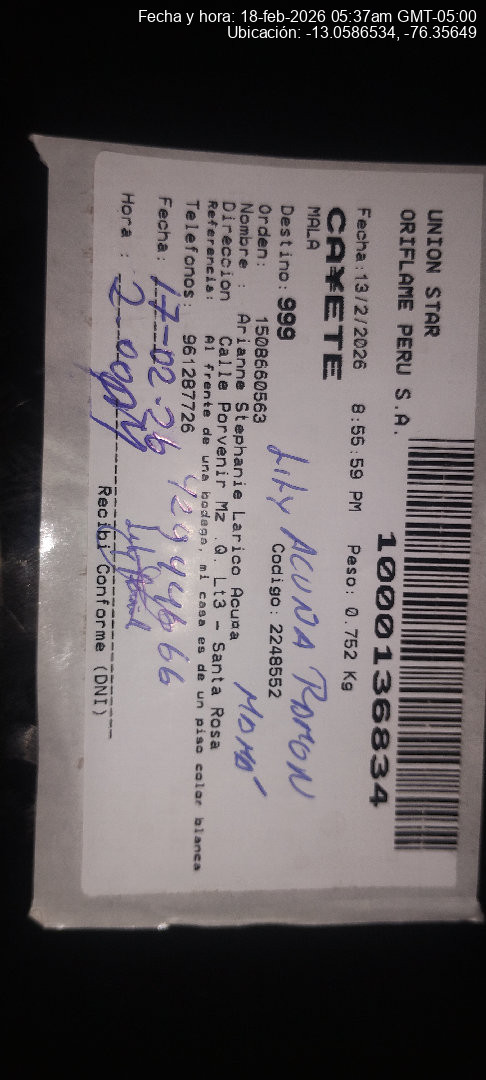 Fecha y hora: 18-feb-2026 05:37am GMT-05:00
Ubicación: -13.0586534, -76.35649
UNION STAR
ORIFLAME PERU S.A.
1000136834
Fecha:13/2/2026 8:55:59 PM Peso: 0.752 Kg
CAÑETE
MALA
Destino: 999
Lily ACUÑA RAMON
Orden: 1508660563 Codigo: 2248552
Nombre : Arianne Stephanie Larico Acuña
MAMÁ
Direccion Calle Porvenir Mz .Q. Lt3 - Santa Rosa
Referencia: Al frente de una bodega, mi casa es de un piso color blanca
Telefonos: 961287726
Fecha: 17-02-26
Hora : 2
Recibi Conforme (DNI)